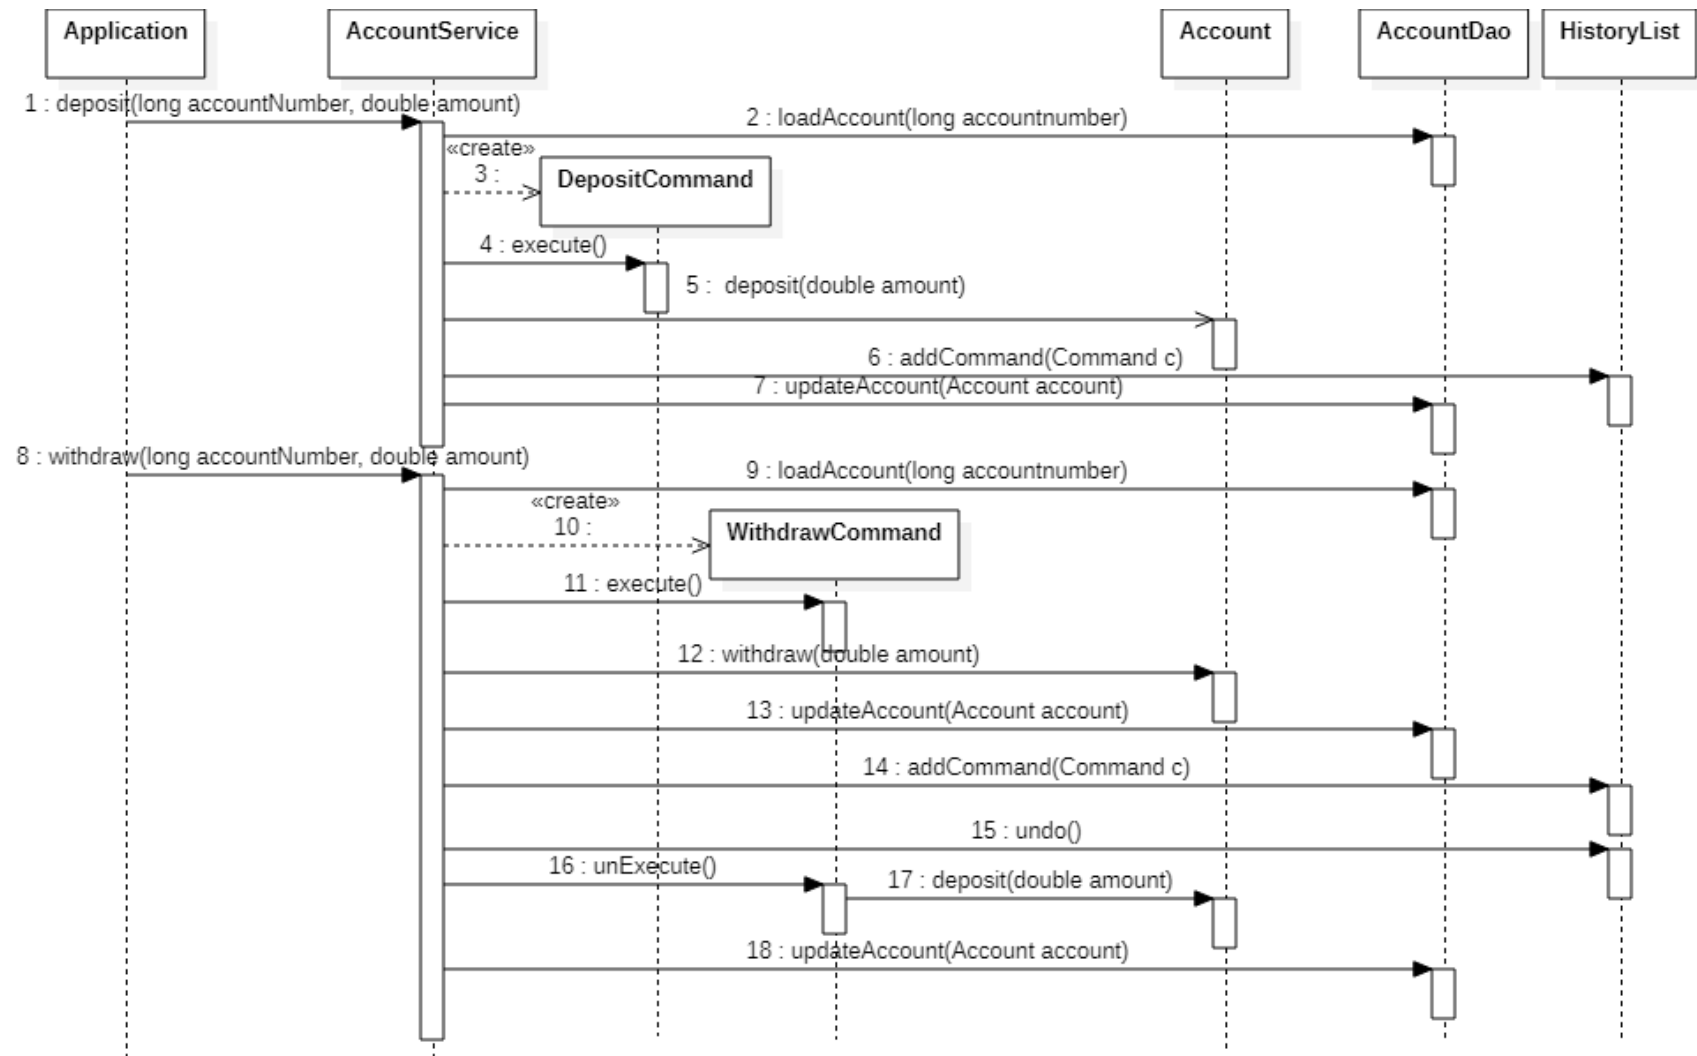 Application
AccountService
Account
AccountDao
HistoryList
1 : deposit(long accountNumber, double amount)
2 : loadAccount(long accountnumber)
«create»
3 :
DepositCommand
4 : execute()
5 :  deposit(double amount)
6 : addCommand(Command c)
7 : updateAccount(Account account)
8 : withdraw(long accountNumber, double amount)
9 : loadAccount(long accountnumber)
«create»
10 :
WithdrawCommand
11 : execute()
12 : withdraw(double amount)
13 : updateAccount(Account account)
14 : addCommand(Command c)
15 : undo()
16 : unExecute()
17 : deposit(double amount)
18 : updateAccount(Account account)